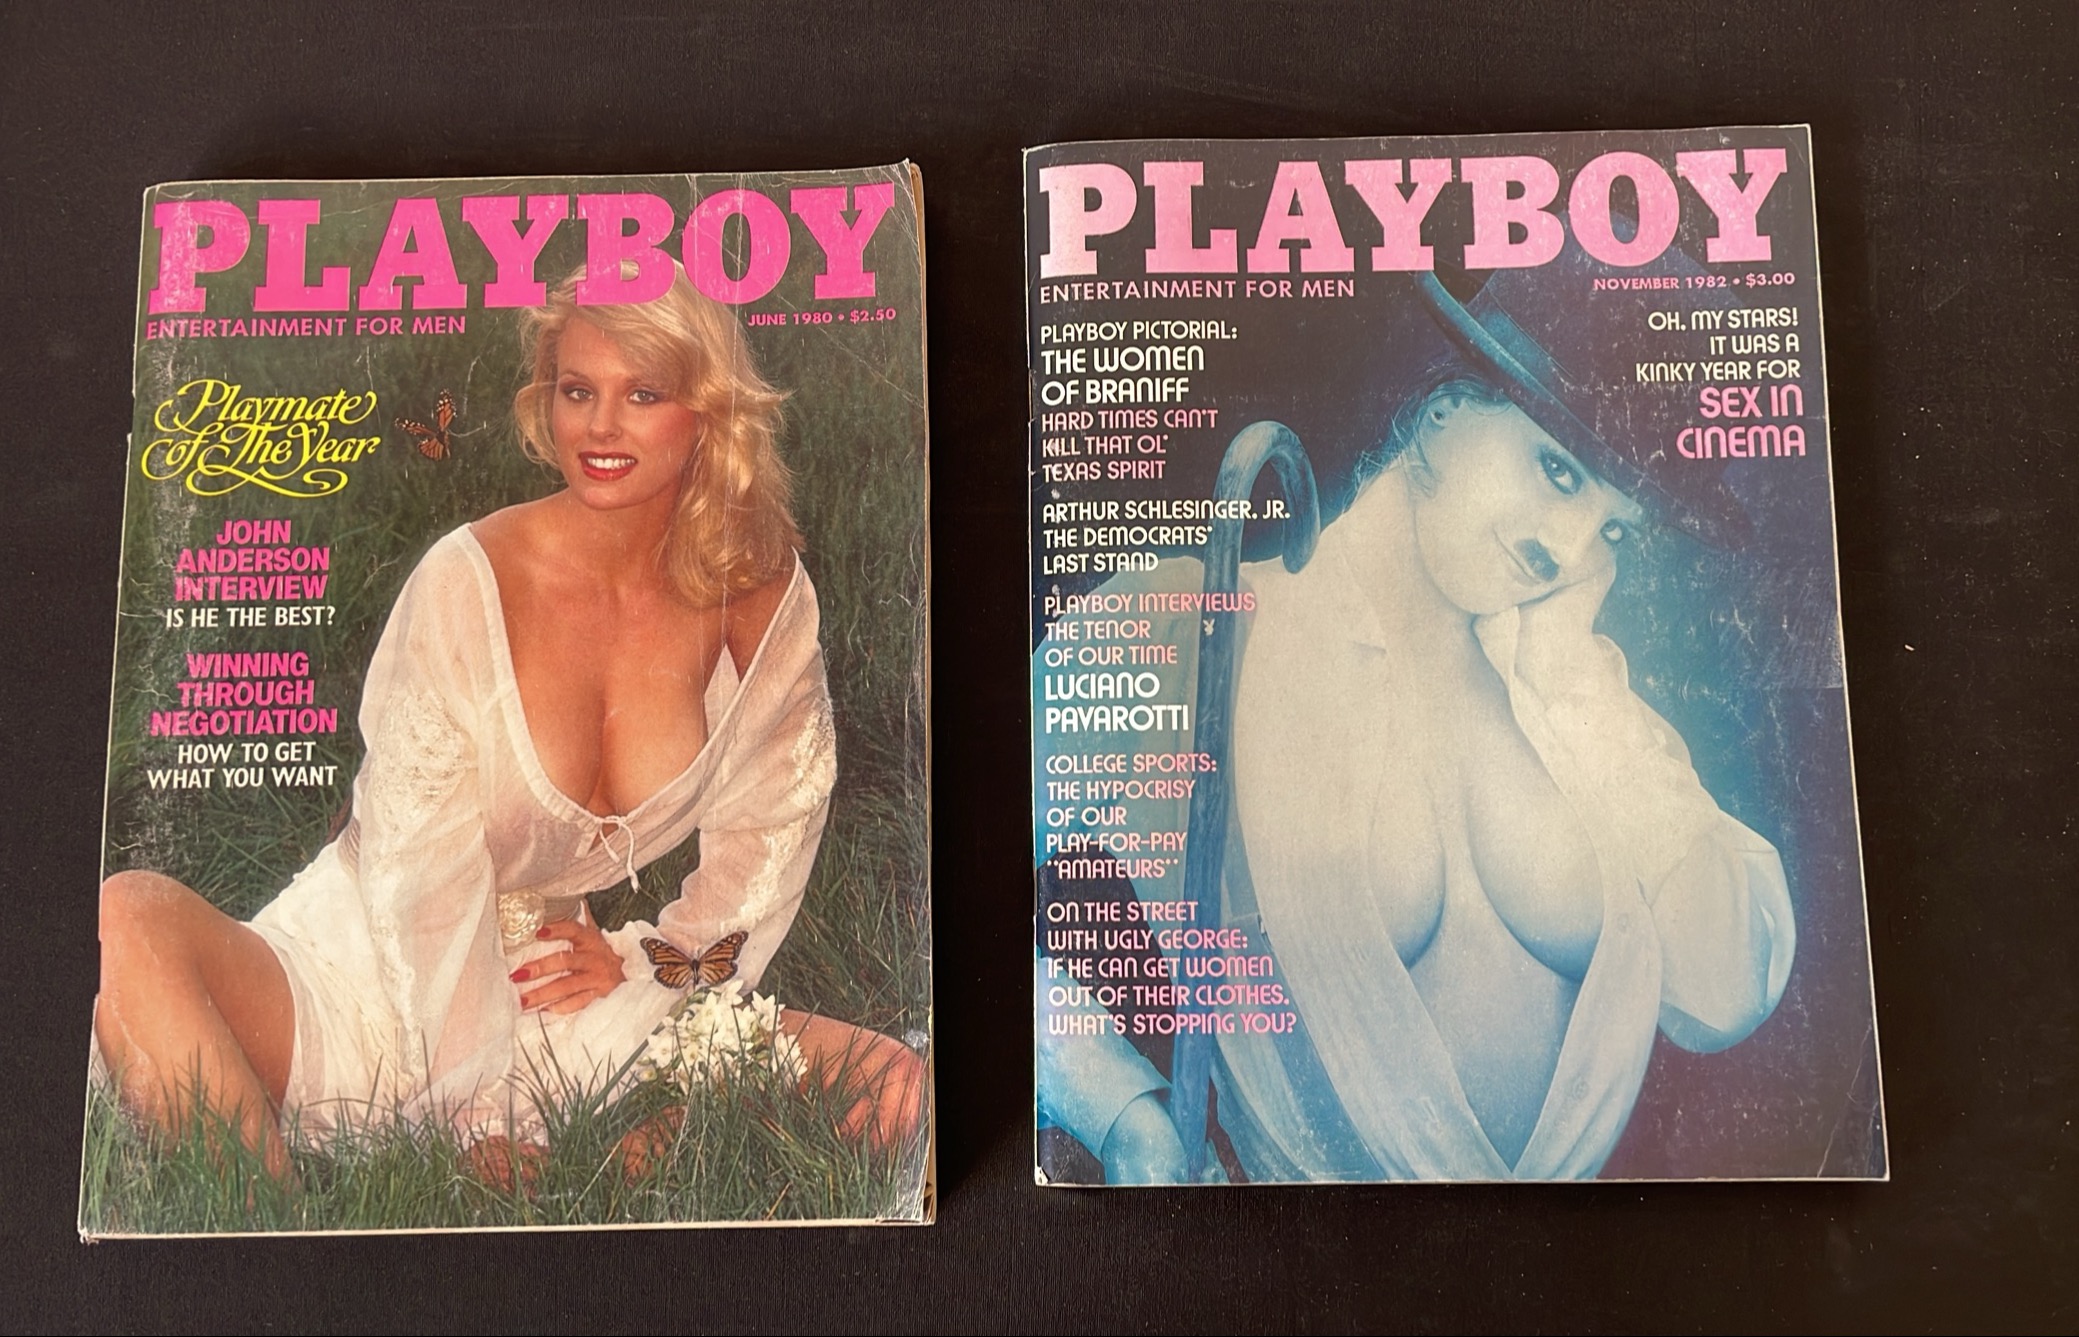 PLAYBOY
ENTERTAINMENT FOR MEN
JUNE 1980 • $2.50
Playmate
of The Year
JOHN
ANDERSON
INTERVIEW
IS HE THE BEST?
WINNING
THROUGH
NEGOTIATION
HOW TO GET
WHAT YOU WANT
PLAYBOY
ENTERTAINMENT FOR MEN
NOVEMBER 1982 • $3.00
PLAYBOY PICTORIAL:
THE WOMEN
OF BRANIFF
HARD TIMES CAN'T
KILL THAT OL'
TEXAS SPIRIT
ARTHUR SCHLESINGER, JR.
THE DEMOCRATS'
LAST STAND
PLAYBOY INTERVIEWS
THE TENOR
OF OUR TIME
LUCIANO
PAVAROTTI
COLLEGE SPORTS:
THE HYPOCRISY
OF OUR
PLAY-FOR-PAY
"AMATEURS"
ON THE STREET
WITH UGLY GEORGE:
IF HE CAN GET WOMEN
OUT OF THEIR CLOTHES,
WHAT'S STOPPING YOU?
OH, MY STARS!
IT WAS A
KINKY YEAR FOR
SEX IN
CINEMA